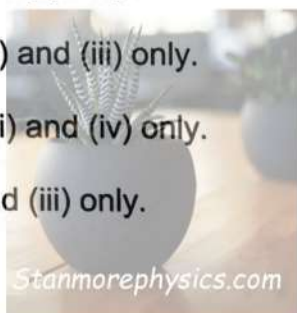 ) and (iii) only.
i) and (iv) only.
d (iii) only.
Stanmorephysics.com